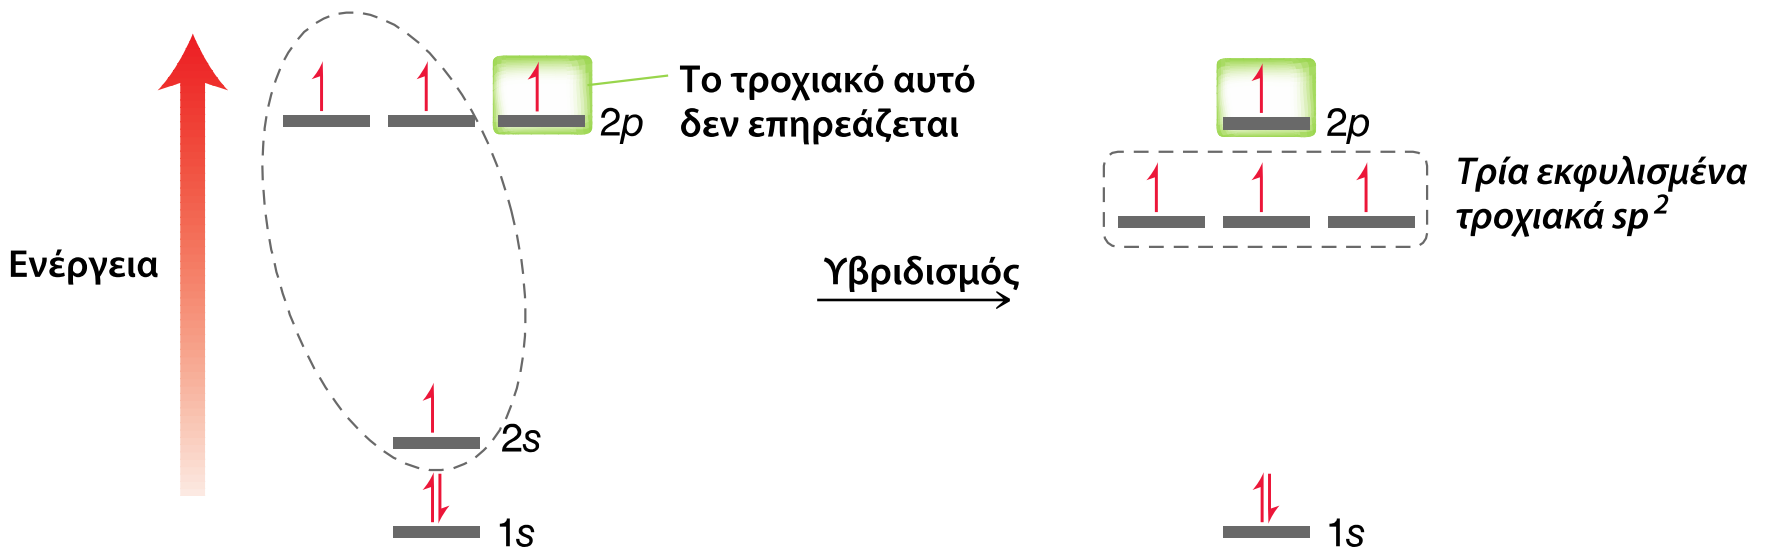 Ενέργεια
2p
Το τροχιακό αυτό
δεν επηρεάζεται
2s
1s
Υβριδισμός
2p
Τρία εκφυλισμένα
τροχιακά sp²
1s